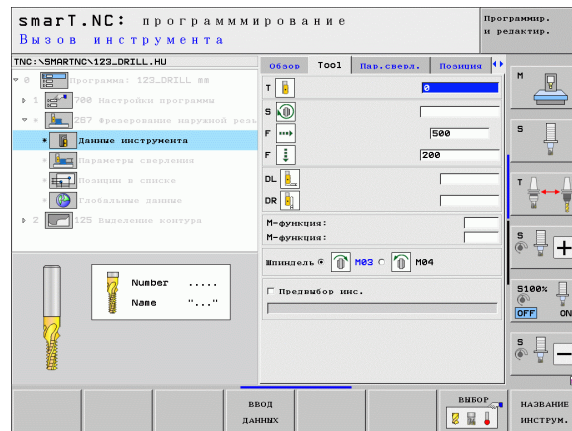 smarT.NC: программмирование
Программир.
и редактир.
Вызов инструмента
TNC:\SMARTNC\123_DRILL.HU
0 Программа: 123_DRILL мм
1 700 Настройки программы
* 267 Фрезерование наружной резь
* Данные инструмента
* Параметры сверления
* Позиции в списке
* Глобальные данные
2 125 Выделение контура
Number .....
Name "..."
Обзор Tool Пар.сверл. Позиция
T 0
S
F 500
F 200
DL
DR
М-функция:
М-функция:
Шпиндель M03 M04
Предвыбор инс.
M
S
T
S
S100%
OFF ON
S
ВВОД
ДАННЫХ
ВЫБОР
НАЗВАНИЕ
ИНСТРУМ.